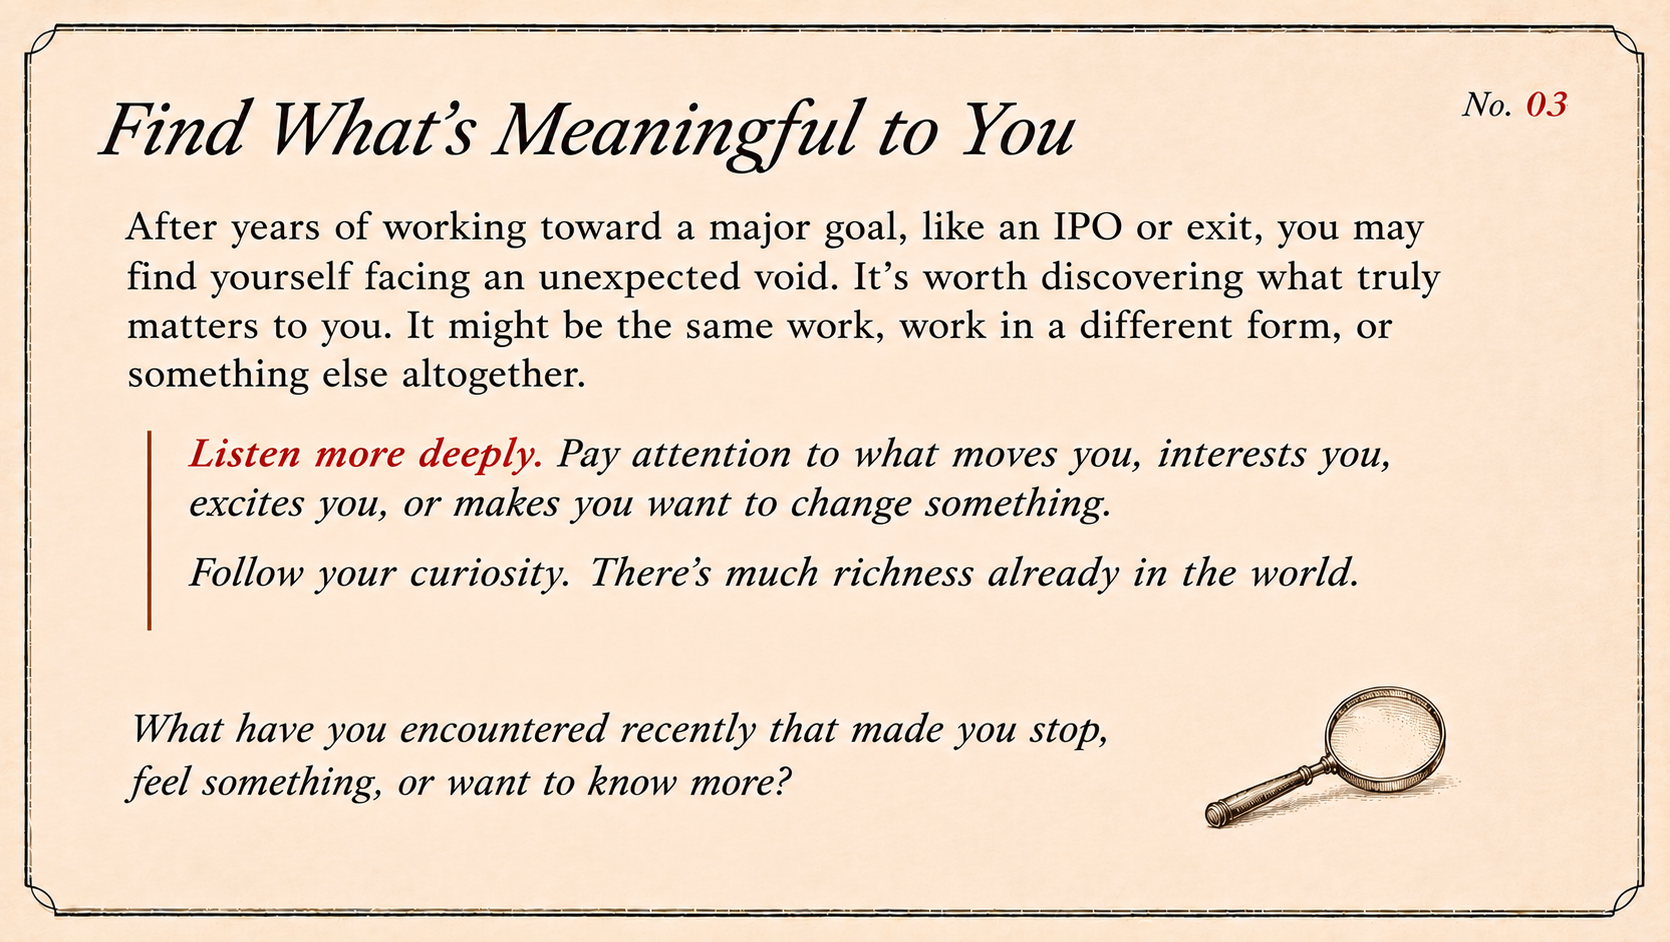 Find What’s Meaningful to You
No. 03
After years of working toward a major goal, like an IPO or exit, you may
find yourself facing an unexpected void. It’s worth discovering what truly
matters to you. It might be the same work, work in a different form, or
something else altogether.
Listen more deeply. Pay attention to what moves you, interests you,
excites you, or makes you want to change something.
Follow your curiosity. There’s much richness already in the world.
What have you encountered recently that made you stop,
feel something, or want to know more?